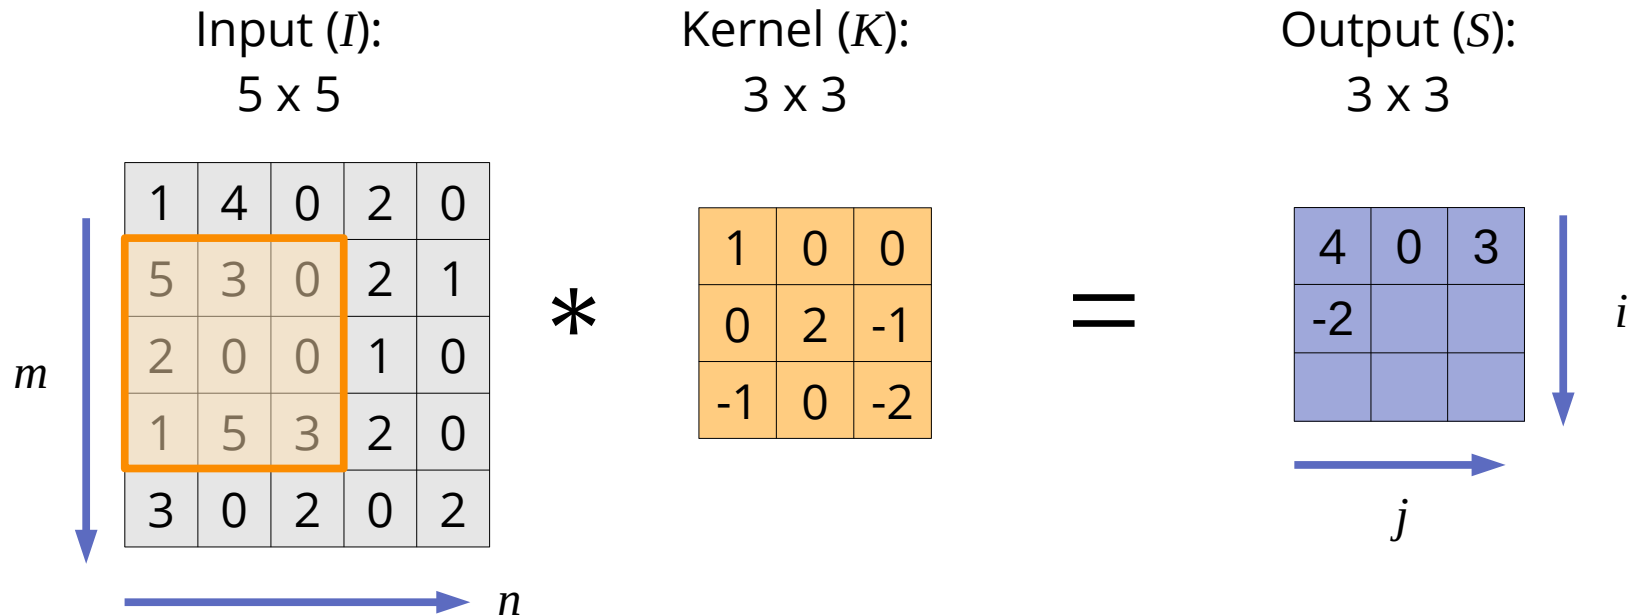 Input (I):
5 x 5
Kernel (K):
3 x 3
Output (S):
3 x 3
1 4 0 2 0
5 3 0 2 1
2 0 0 1 0
1 5 3 2 0
3 0 2 0 2
m
n
*
1 0 0
0 2 -1
-1 0 -2
=
4 0 3
-2
i
j